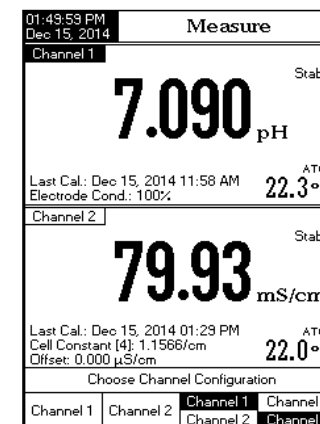 01:49:59 PM
Dec 15, 2014
Measure
Channel 1
7.090 pH
Last Cal.: Dec 15, 2014 11:58 AM
Electrode Cond.: 100%
22.3°
Channel 2
79.93 mS/cm
Last Cal.: Dec 15, 2014 01:29 PM
Cell Constant [4]: 1.1566/cm
Offset: 0.000 µS/cm
22.0°
Choose Channel Configuration
Channel 1
Channel 2
Channel 1
Channel 2
Channel
Channel